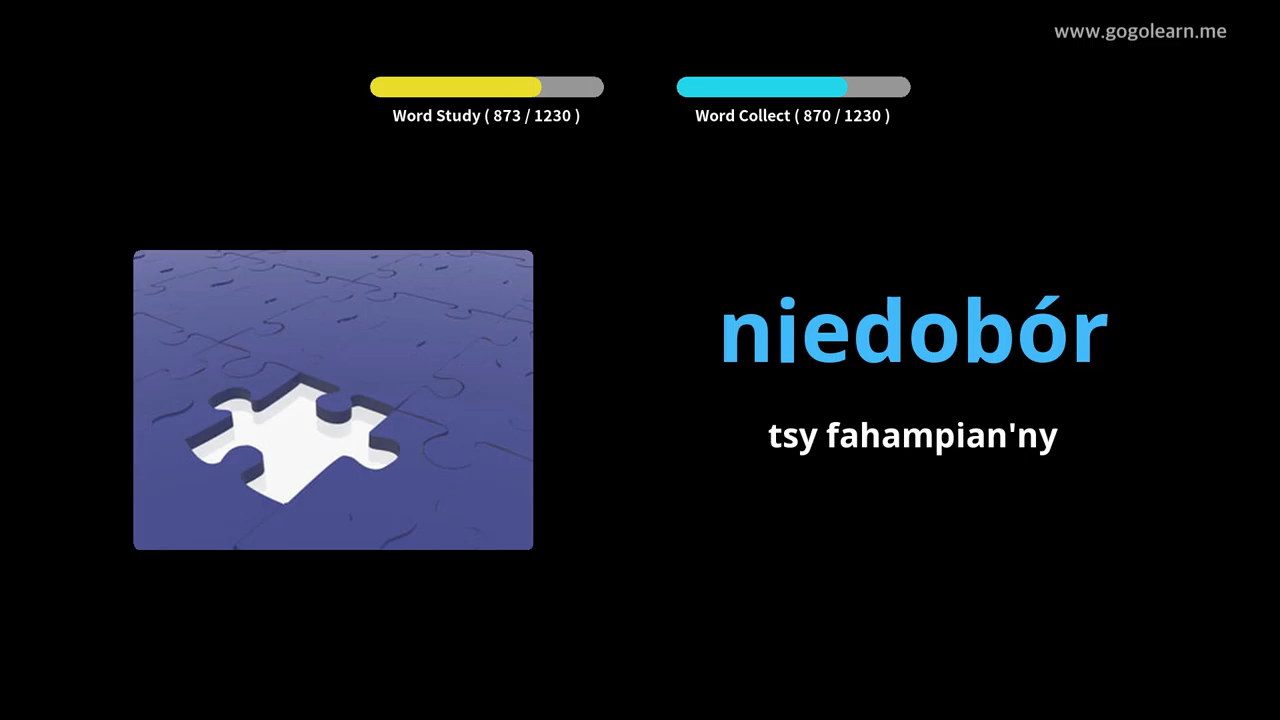 www.gogolearn.me
Word Study ( 873 / 1230 )
Word Collect ( 870 / 1230 )
niedobór
tsy fahampian'ny